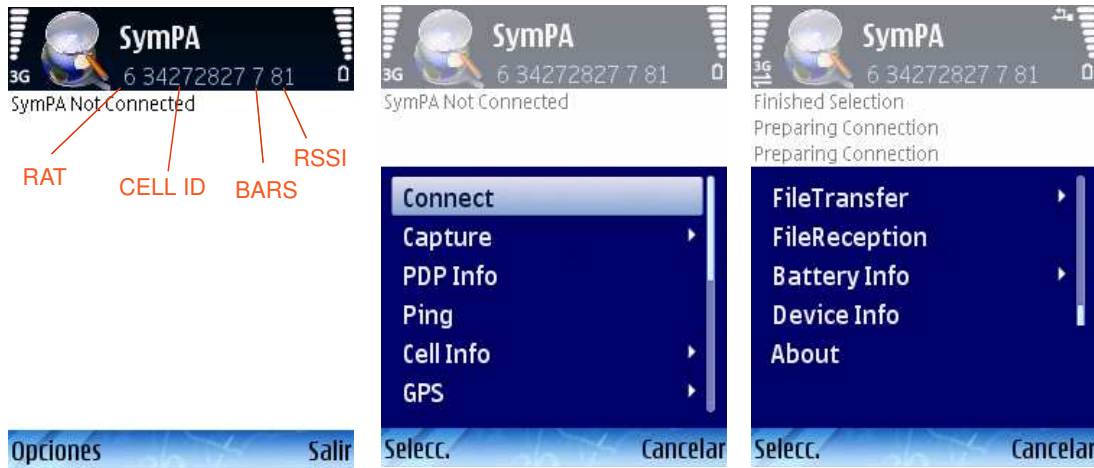 SymPA
3G
6 34272827 7 81
SymPA Not Connected
RAT
CELL ID
BARS
RSSI
Opciones
Salir
SymPA
3G
6 34272827 7 81
SymPA Not Connected
Connect
Capture
PDP Info
Ping
Cell Info
GPS
Selecc.
Cancelar
SymPA
3G
6 34272827 7 81
Finished Selection
Preparing Connection
Preparing Connection
FileTransfer
FileReception
Battery Info
Device Info
About
Selecc.
Cancelar